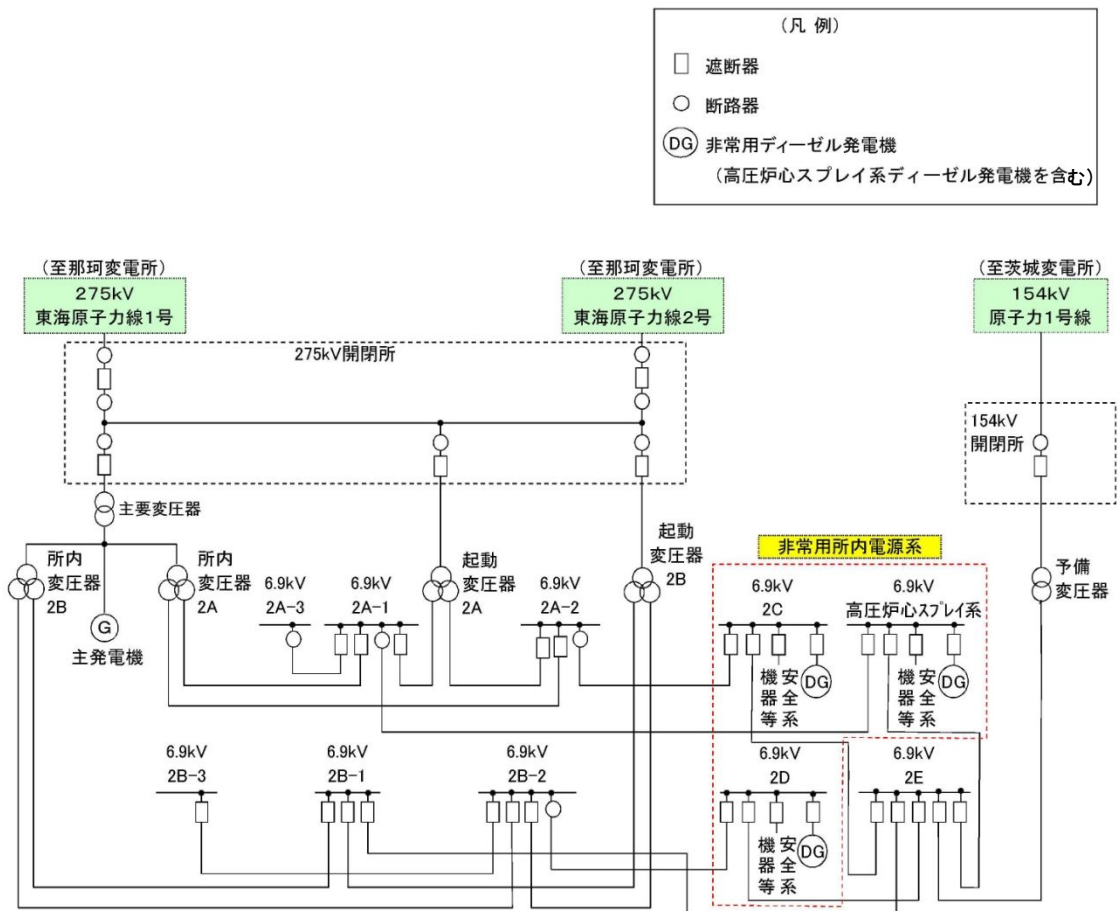 (凡 例)
遮断器
断路器
DG 非常用ディーゼル発電機
(高圧炉心スプレイ系ディーゼル発電機を含む)
(至那珂変電所)
275kV
東海原子力線1号
(至那珂変電所)
275kV
東海原子力線2号
(至茨城変電所)
154kV
原子力1号線
275kV開閉所
154kV
開閉所
主要変圧器
所内
変圧器
2B
所内
変圧器
2A
G
主発電機
起動
変圧器
2A
起動
変圧器
2B
予備
変圧器
非常用所内電源系
6.9kV
2A-3
6.9kV
2A-1
6.9kV
2A-2
6.9kV
2C
6.9kV
高圧炉心スプレイ系
安全系
機器等
DG
安全系
機器等
DG
6.9kV
2B-3
6.9kV
2B-1
6.9kV
2B-2
6.9kV
2D
6.9kV
2E
安全系
機器等
DG